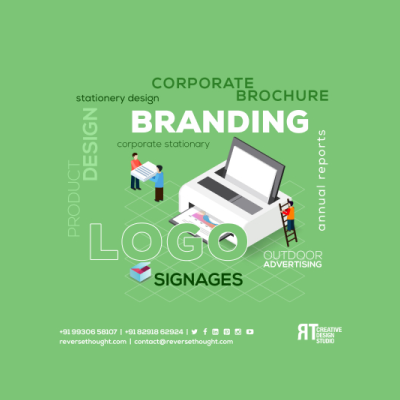 CORPORATE
BROCHURE
stationery design
BRANDING
corporate stationary
PRODUCT
DESIGN
annual reports
LOGO
OUTDOOR
ADVERTISING
SIGNAGES
+91 99306 58107 | +91 82918 62924 |
reversethought.com | contact@reversethought.com
RT CREATIVE
DESIGN
STUDIO